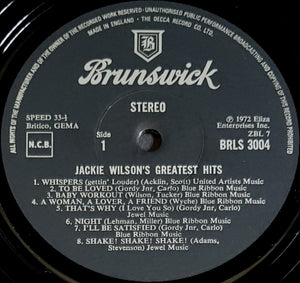 ALL RIGHTS OF THE MANUFACTURER AND OF THE OWNER OF THE RECORDED WORK RESERVED · UNAUTHORISED PUBLIC PERFORMANCE BROADCASTING AND COPYING OF THIS RECORD PROHIBITED
MADE IN ENGLAND · THE DECCA RECORD CO. LTD.
B
Brunswick
STEREO
SPEED 33⅓
Britico, GEMA
N.C.B.
Side
1
℗ 1972 Eliza
Enterprises Inc.
ZBL 7
BRLS 3004
JACKIE WILSON'S GREATEST HITS
1. WHISPERS (gettin' Louder) (Acklin, Scott) United Artists Music
2. TO BE LOVED (Gordy Jnr, Carlo) Blue Ribbon Music
3. BABY WORKOUT (Wilson, Tucker) Blue Ribbon Music
4. A WOMAN, A LOVER, A FRIEND (Wyche) Blue Ribbon Music
5. THAT'S WHY (I Love You So) (Gordy Jnr, Carlo)
Jewel Music
6. NIGHT (Lehman, Miller) Blue Ribbon Music
7. I'LL BE SATISFIED (Gordy Jnr, Carlo)
Blue Ribbon Music
8. SHAKE! SHAKE! SHAKE! (Adams,
Stevenson) Jewel Music